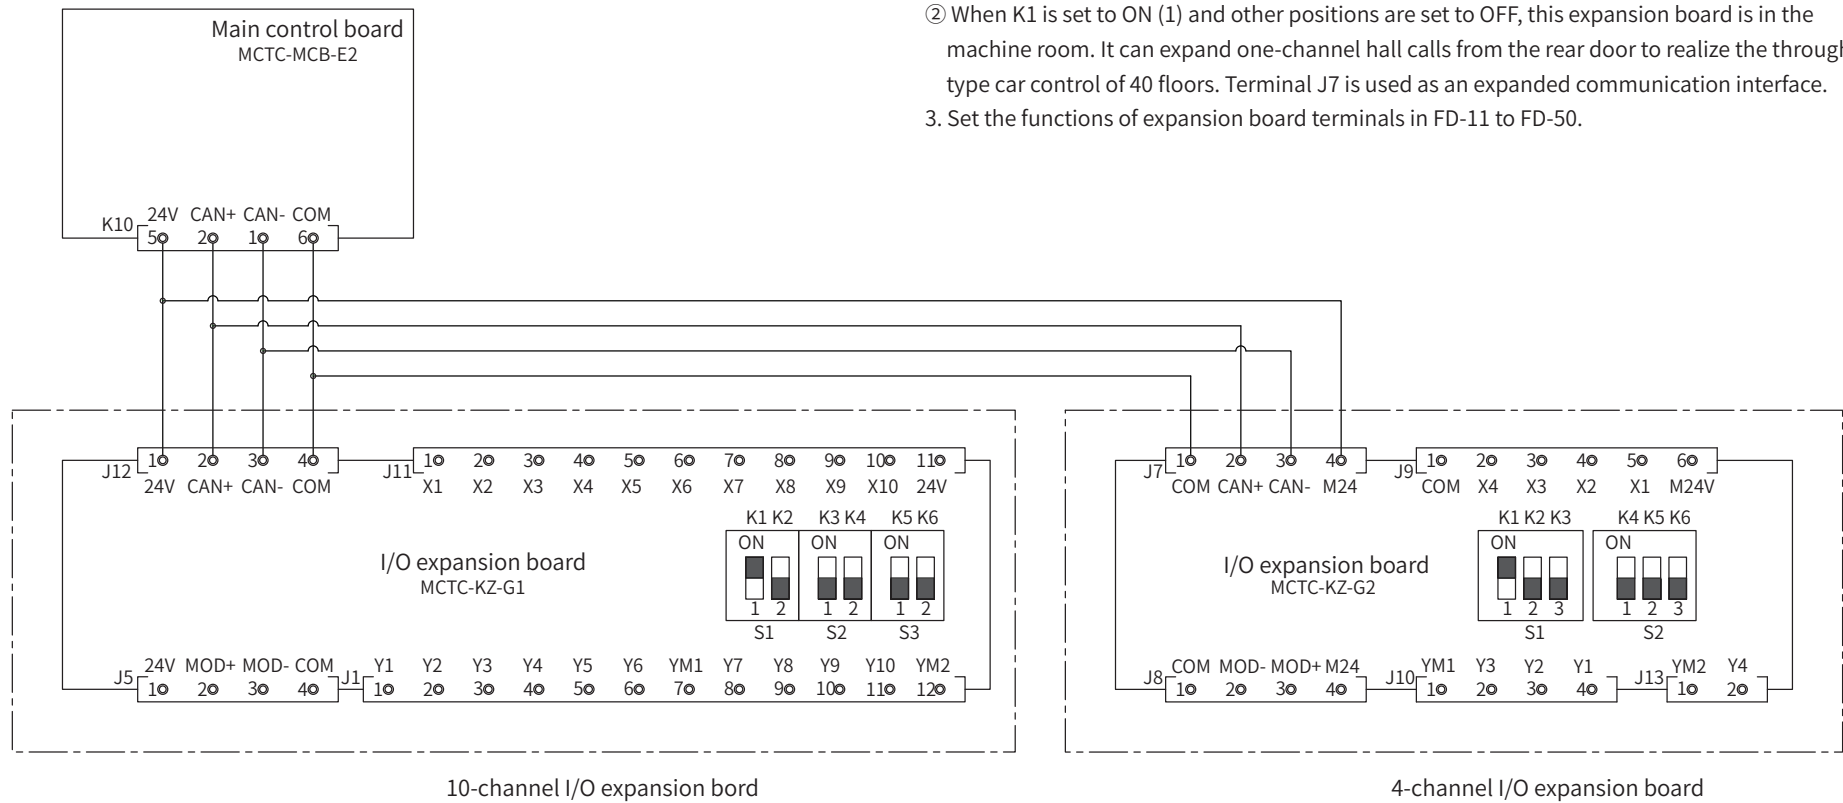 ② When K1 is set to ON (1) and other positions are set to OFF, this expansion board is in the
machine room. It can expand one-channel hall calls from the rear door to realize the through
type car control of 40 floors. Terminal J7 is used as an expanded communication interface.
3. Set the functions of expansion board terminals in FD-11 to FD-50.
Main control board
MCTC-MCB-E2
24V CAN+ CAN- COM
K10
5 2 1 6
J12
1 2 3 4
24V CAN+ CAN- COM
J11
1 2 3 4 5 6 7 8 9 10 11
X1 X2 X3 X4 X5 X6 X7 X8 X9 X10 24V
K1 K2 K3 K4 K5 K6
ON ON ON
1 2 1 2 1 2
S1 S2 S3
I/O expansion board
MCTC-KZ-G1
24V MOD+ MOD- COM
J5
1 2 3 4
Y1 Y2 Y3 Y4 Y5 Y6 YM1 Y7 Y8 Y9 Y10 YM2
J1
1 2 3 4 5 6 7 8 9 10 11 12
10-channel I/O expansion bord
J7
1 2 3 4
COM CAN+ CAN- M24
J9
1 2 3 4 5 6
COM X4 X3 X2 X1 M24V
K1 K2 K3 K4 K5 K6
ON ON
1 2 3 1 2 3
S1 S2
I/O expansion board
MCTC-KZ-G2
COM MOD- MOD+ M24
J8
1 2 3 4
YM1 Y3 Y2 Y1
J10
1 2 3 4
YM2 Y4
J13
1 2
4-channel I/O expansion board